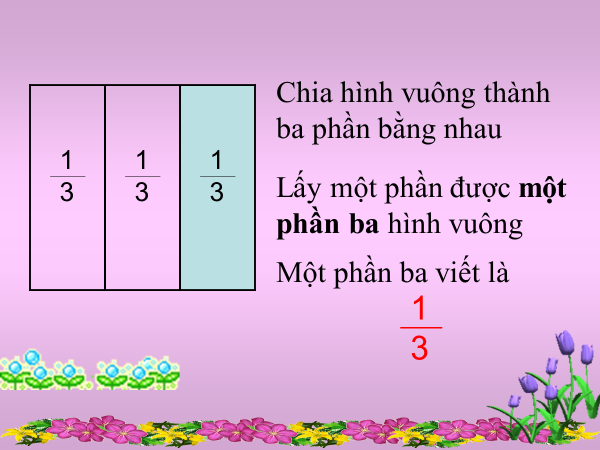 1 1 1
3 3 3
Chia hình vuông thành
ba phần bằng nhau
Lấy một phần được một
phần ba hình vuông
Một phần ba viết là
1
3